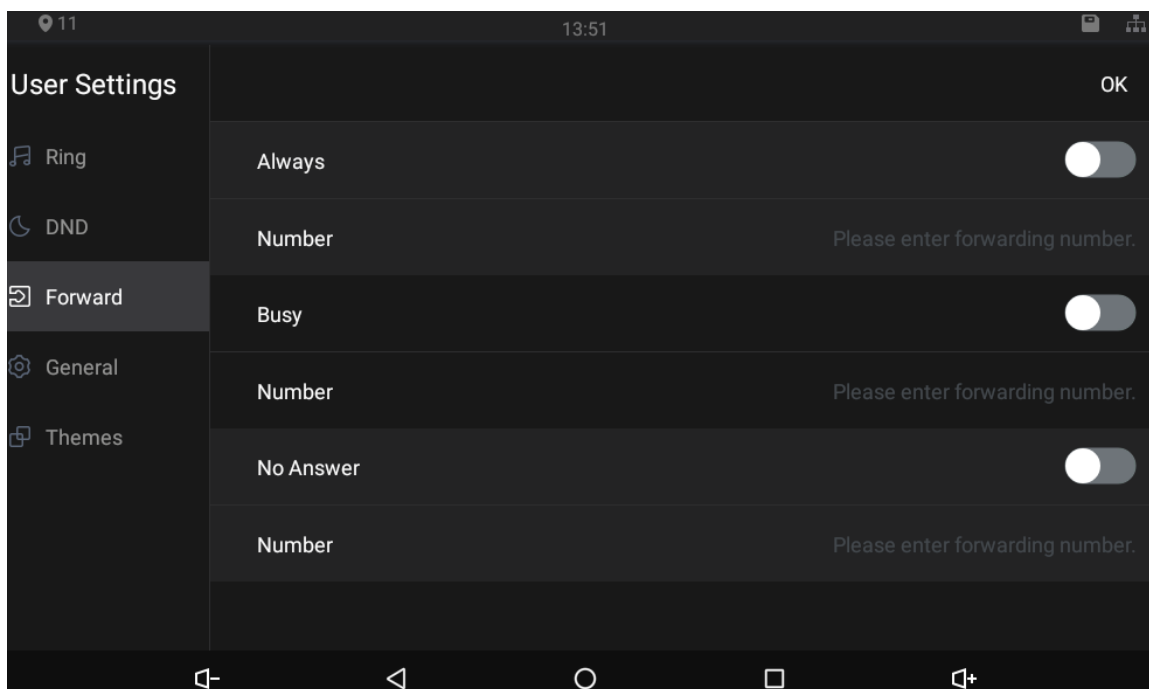 11
13:51
User Settings
OK
Ring
DND
Forward
General
Themes
Always
Number
Please enter forwarding number.
Busy
Number
Please enter forwarding number.
No Answer
Number
Please enter forwarding number.